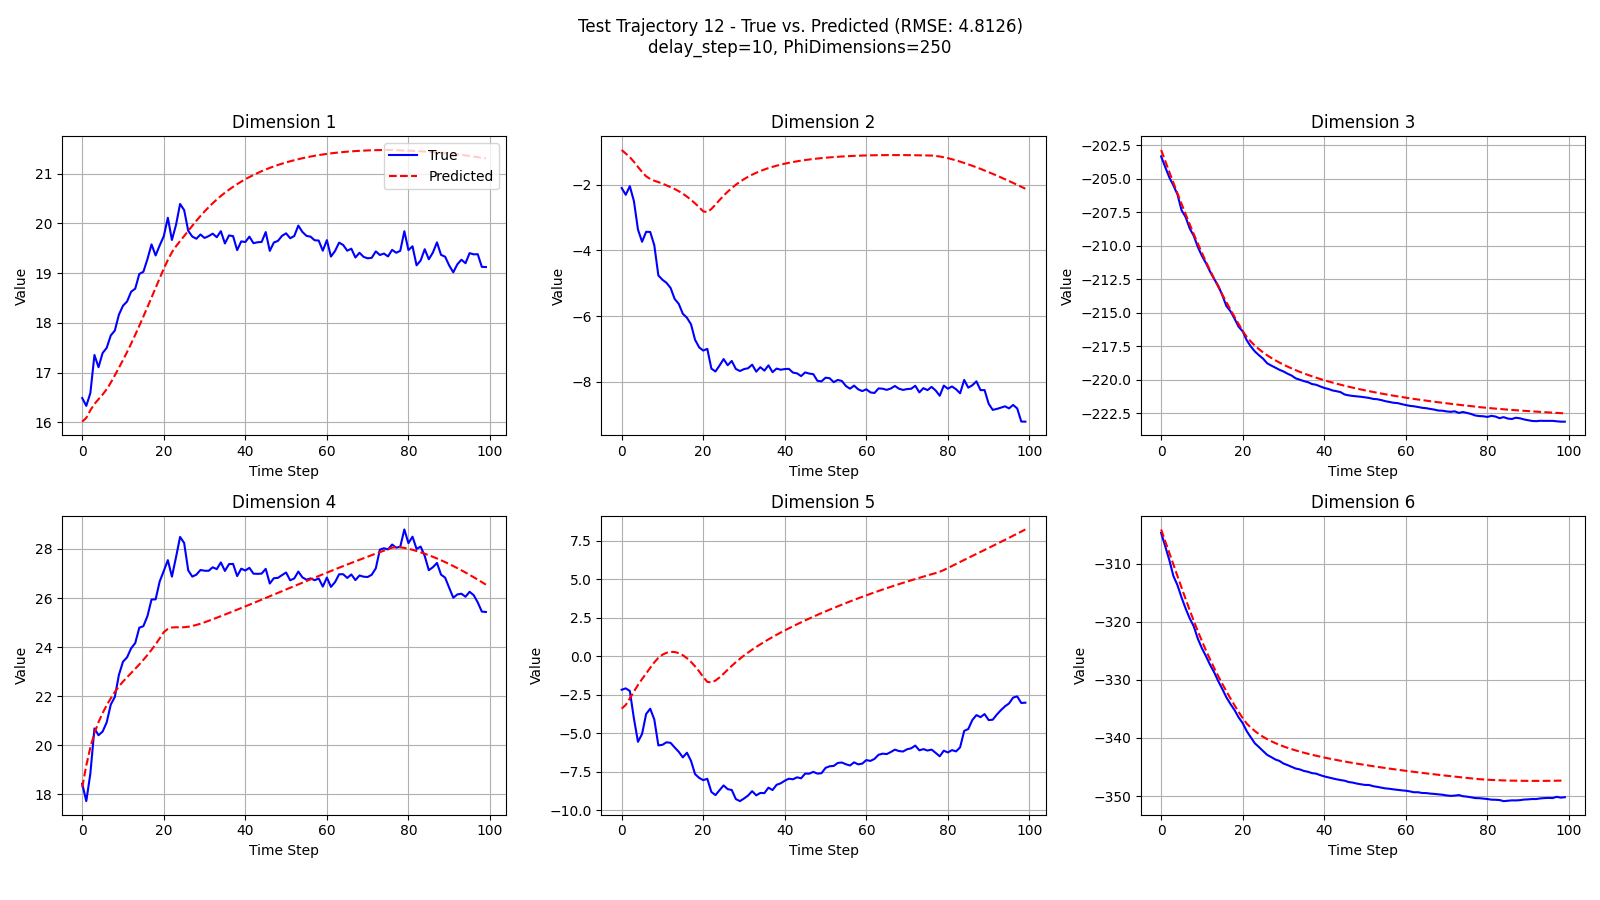 Test Trajectory 12 - True vs. Predicted (RMSE: 4.8126)
delay_step=10, PhiDimensions=250
Dimension 1
Value
21
20
19
18
17
16
True
Predicted
0 20 40 60 80 100
Time Step
Dimension 2
Value
−2
−4
−6
−8
0 20 40 60 80 100
Time Step
Dimension 3
Value
−202.5
−205.0
−207.5
−210.0
−212.5
−215.0
−217.5
−220.0
−222.5
0 20 40 60 80 100
Time Step
Dimension 4
Value
28
26
24
22
20
18
0 20 40 60 80 100
Time Step
Dimension 5
Value
7.5
5.0
2.5
0.0
−2.5
−5.0
−7.5
−10.0
0 20 40 60 80 100
Time Step
Dimension 6
Value
−310
−320
−330
−340
−350
0 20 40 60 80 100
Time Step